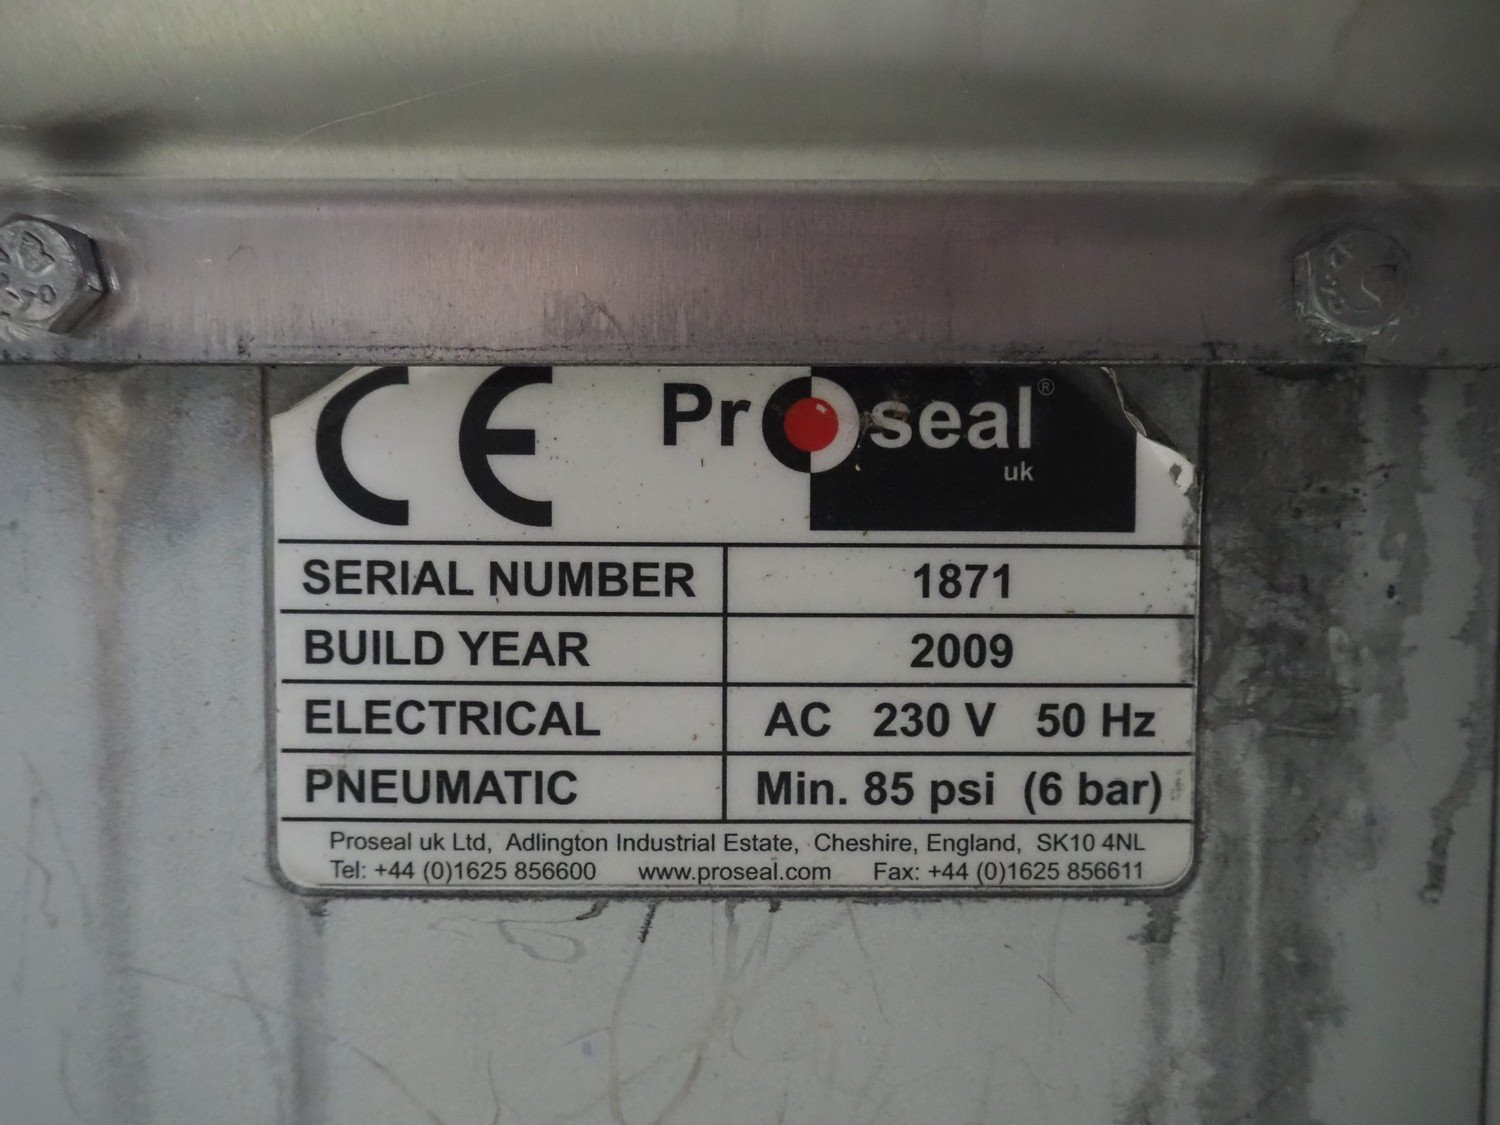 CE Proseal ®
uk
SERIAL NUMBER 1871
BUILD YEAR 2009
ELECTRICAL AC 230 V 50 Hz
PNEUMATIC Min. 85 psi (6 bar)
Proseal uk Ltd, Adlington Industrial Estate, Cheshire, England, SK10 4NL
Tel: +44 (0)1625 856600 www.proseal.com Fax: +44 (0)1625 856611